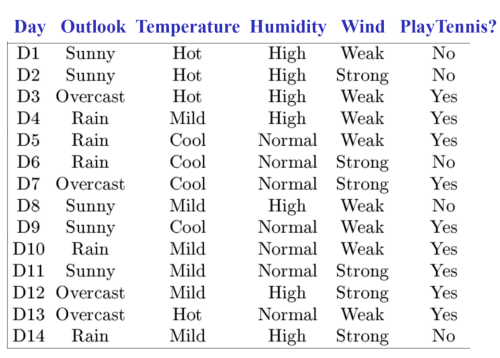 Day Outlook Temperature Humidity Wind PlayTennis?
D1 Sunny Hot High Weak No
D2 Sunny Hot High Strong No
D3 Overcast Hot High Weak Yes
D4 Rain Mild High Weak Yes
D5 Rain Cool Normal Weak Yes
D6 Rain Cool Normal Strong No
D7 Overcast Cool Normal Strong Yes
D8 Sunny Mild High Weak No
D9 Sunny Cool Normal Weak Yes
D10 Rain Mild Normal Weak Yes
D11 Sunny Mild Normal Strong Yes
D12 Overcast Mild High Strong Yes
D13 Overcast Hot Normal Weak Yes
D14 Rain Mild High Strong No